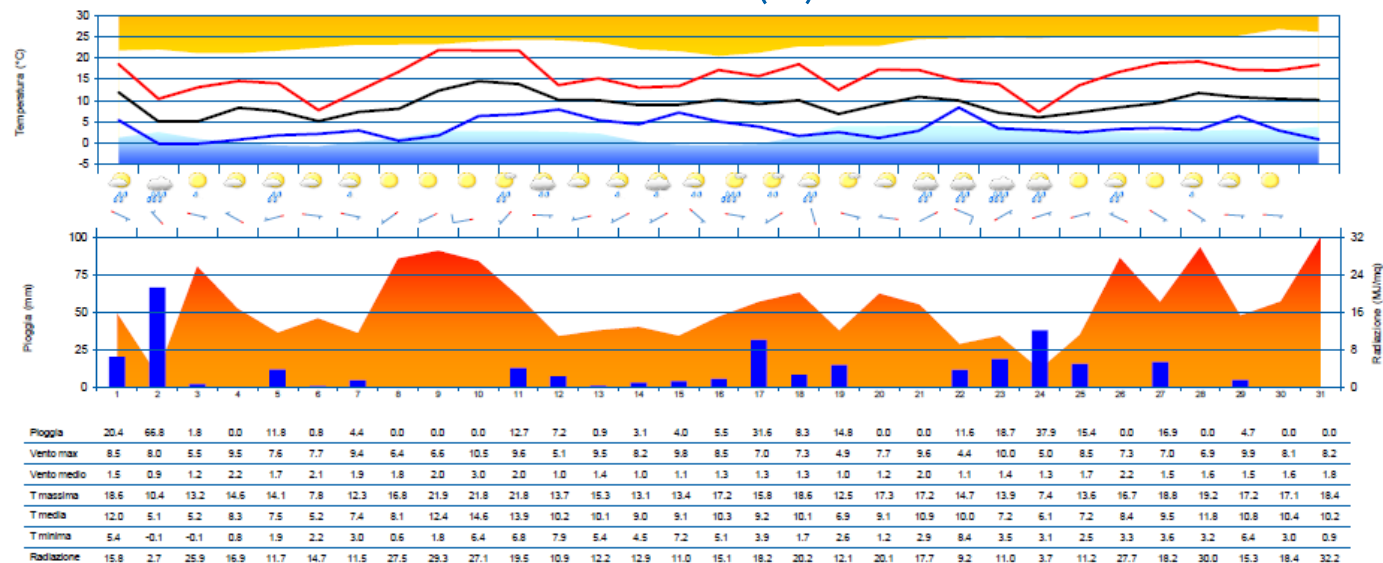 30
25
20
15
10
5
0
-5
Temperatura (°C)
100
75
50
25
0
Pioggia (mm)
32
24
16
8
0
Radiazione (MJ/mq)
1 2 3 4 5 6 7 8 9 10 11 12 13 14 15 16 17 18 19 20 21 22 23 24 25 26 27 28 29 30 31
Pioggia 20.4 66.8 1.8 0.0 11.8 0.8 4.4 0.0 0.0 0.0 12.7 7.2 0.9 3.1 4.0 5.5 31.6 8.3 14.8 0.0 0.0 11.6 18.7 37.9 15.4 0.0 16.9 0.0 4.7 0.0 0.0
Vento max 8.5 8.0 5.5 9.5 7.6 7.7 9.4 6.4 6.6 10.5 9.6 5.1 9.5 8.2 9.8 8.5 7.0 7.3 4.9 7.7 9.6 4.4 10.0 5.0 8.5 7.3 7.0 6.9 9.9 8.1 8.2
Vento medio 1.5 0.9 1.2 2.2 1.7 2.1 1.9 1.8 2.0 3.0 2.0 1.0 1.4 1.0 1.1 1.3 1.3 1.3 1.0 1.2 2.0 1.1 1.4 1.3 1.7 2.2 1.5 1.6 1.5 1.6 1.8
T massima 18.6 10.4 13.2 14.6 14.1 7.8 12.3 16.8 21.9 21.8 21.8 13.7 15.3 13.1 13.4 17.2 15.8 18.6 12.5 17.3 17.2 14.7 13.9 7.4 13.6 16.7 18.8 19.2 17.2 17.1 18.4
T media 12.0 5.1 5.2 8.3 7.5 5.2 7.4 8.1 12.4 14.6 13.9 10.2 10.1 9.0 9.1 10.3 9.2 10.1 6.9 9.1 10.9 10.0 7.2 6.1 7.2 8.4 9.5 11.8 10.8 10.4 10.2
T minima 5.4 -0.1 -0.1 0.8 1.9 2.2 3.0 0.6 1.8 6.4 6.8 7.9 5.4 4.5 7.2 5.1 3.9 1.7 2.6 1.2 2.9 8.4 3.5 3.1 2.5 3.3 3.6 3.2 6.4 3.0 0.9
Radiazione 15.8 2.7 25.9 16.9 11.7 14.7 11.5 27.5 29.3 27.1 19.5 10.9 12.2 12.9 11.0 15.1 18.2 20.2 12.1 20.1 17.7 9.2 11.0 3.7 11.2 27.7 18.2 30.0 15.3 18.4 32.2